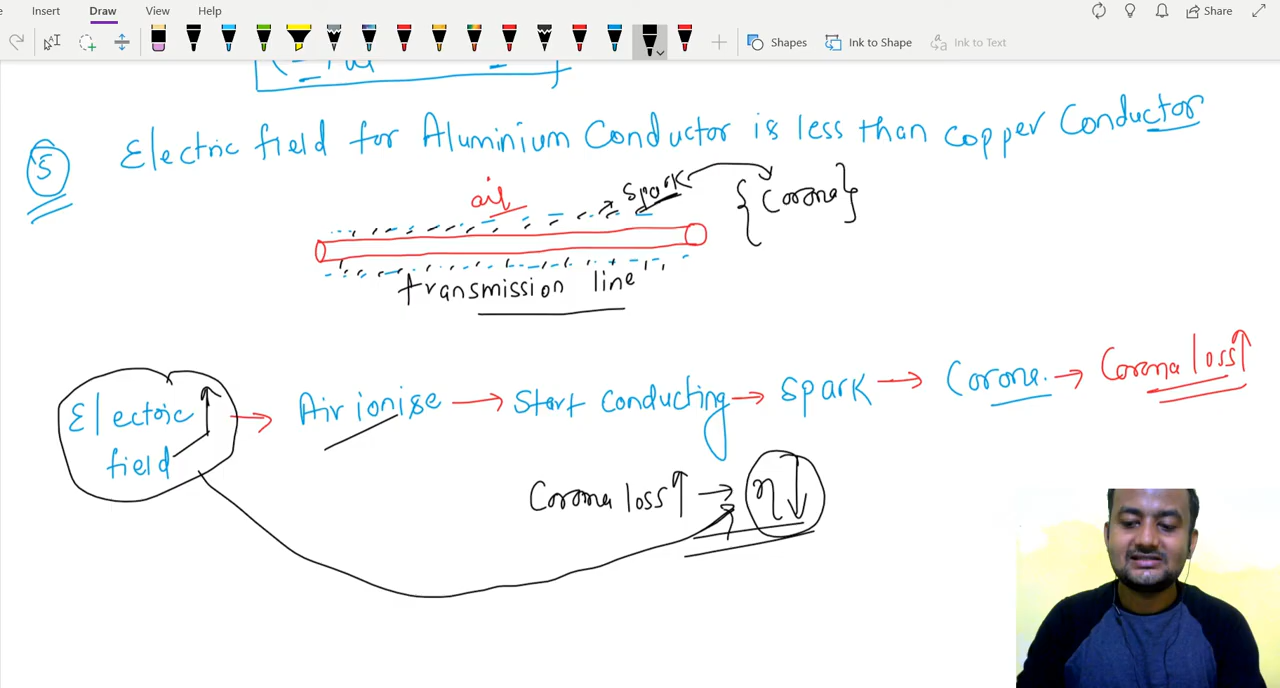 Insert Draw View Help
Share
Shapes Ink to Shape Ink to Text
5 Electric field for Aluminium Conductor is less than copper Conductor
air spark {Corona}
transmission line
Electric field ↑ → Air ionise → Start conducting → Spark → Corona. → Corona loss ↑
Corona loss ↑ → η ↓